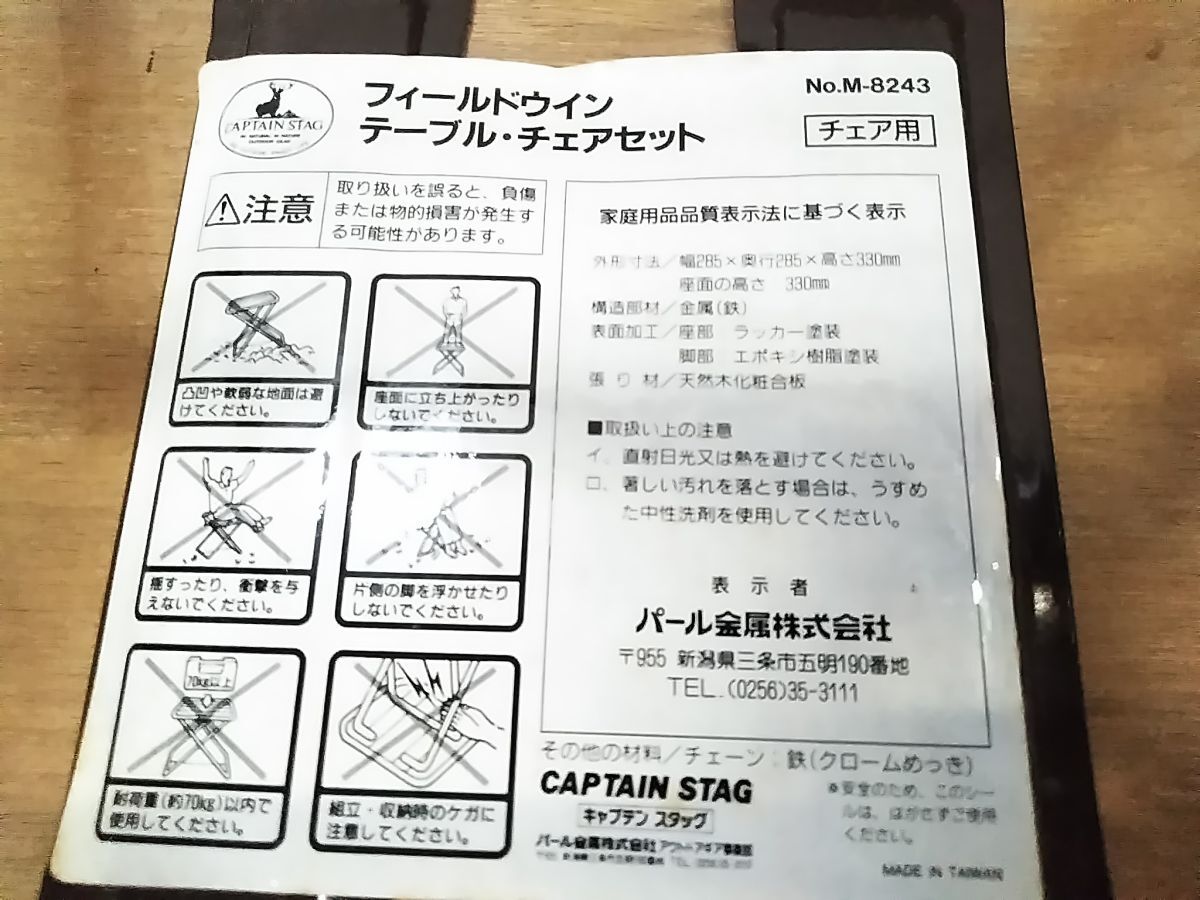 CAPTAIN STAG
フィールドウイン
テーブル・チェアセット
No.M-8243
チェア用
注意
取り扱いを誤ると、負傷
または物的損害が発生す
る可能性があります。
凸凹や軟弱な地面は避
けてください。
座面に立ち上がったり
しないでください。
揺すったり、衝撃を与
えないでください。
片側の脚を浮かせたり
しないでください。
70kg以上
耐荷重(約70kg)以内で
使用してください。
組立・収納時のケガに
注意してください。
家庭用品品質表示法に基づく表示
外形寸法/幅285×奥行285×高さ330mm
座面の高さ 330mm
構造部材/金属(鉄)
表面加工/座部 ラッカー塗装
脚部 エポキシ樹脂塗装
張り材/天然木化粧合板
■取扱い上の注意
イ、直射日光又は熱を避けてください。
ロ、著しい汚れを落とす場合は、うすめ
た中性洗剤を使用してください。
表示者
パール金属株式会社
〒955 新潟県三条市五明190番地
TEL.(0256)35-3111
その他の材料/チェーン:鉄(クロームめっき)
CAPTAIN STAG
キャプテン スタッグ
パール金属株式会社 アウトドアギア事業部
※安全のため、このシー
ルは、はがさずご使用
ください。
MADE IN TAIWAN